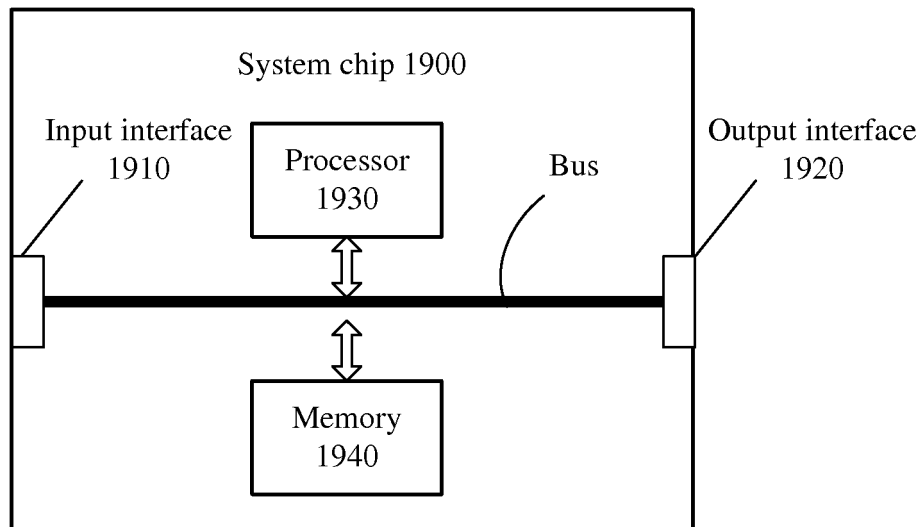 System chip 1900
Input interface
1910
Processor
1930
Bus
Output interface
1920
Memory
1940